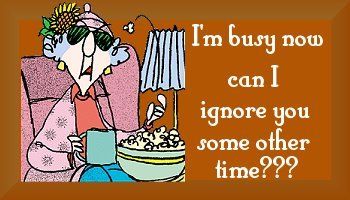 I'm busy now
can I
ignore you
some other
time???